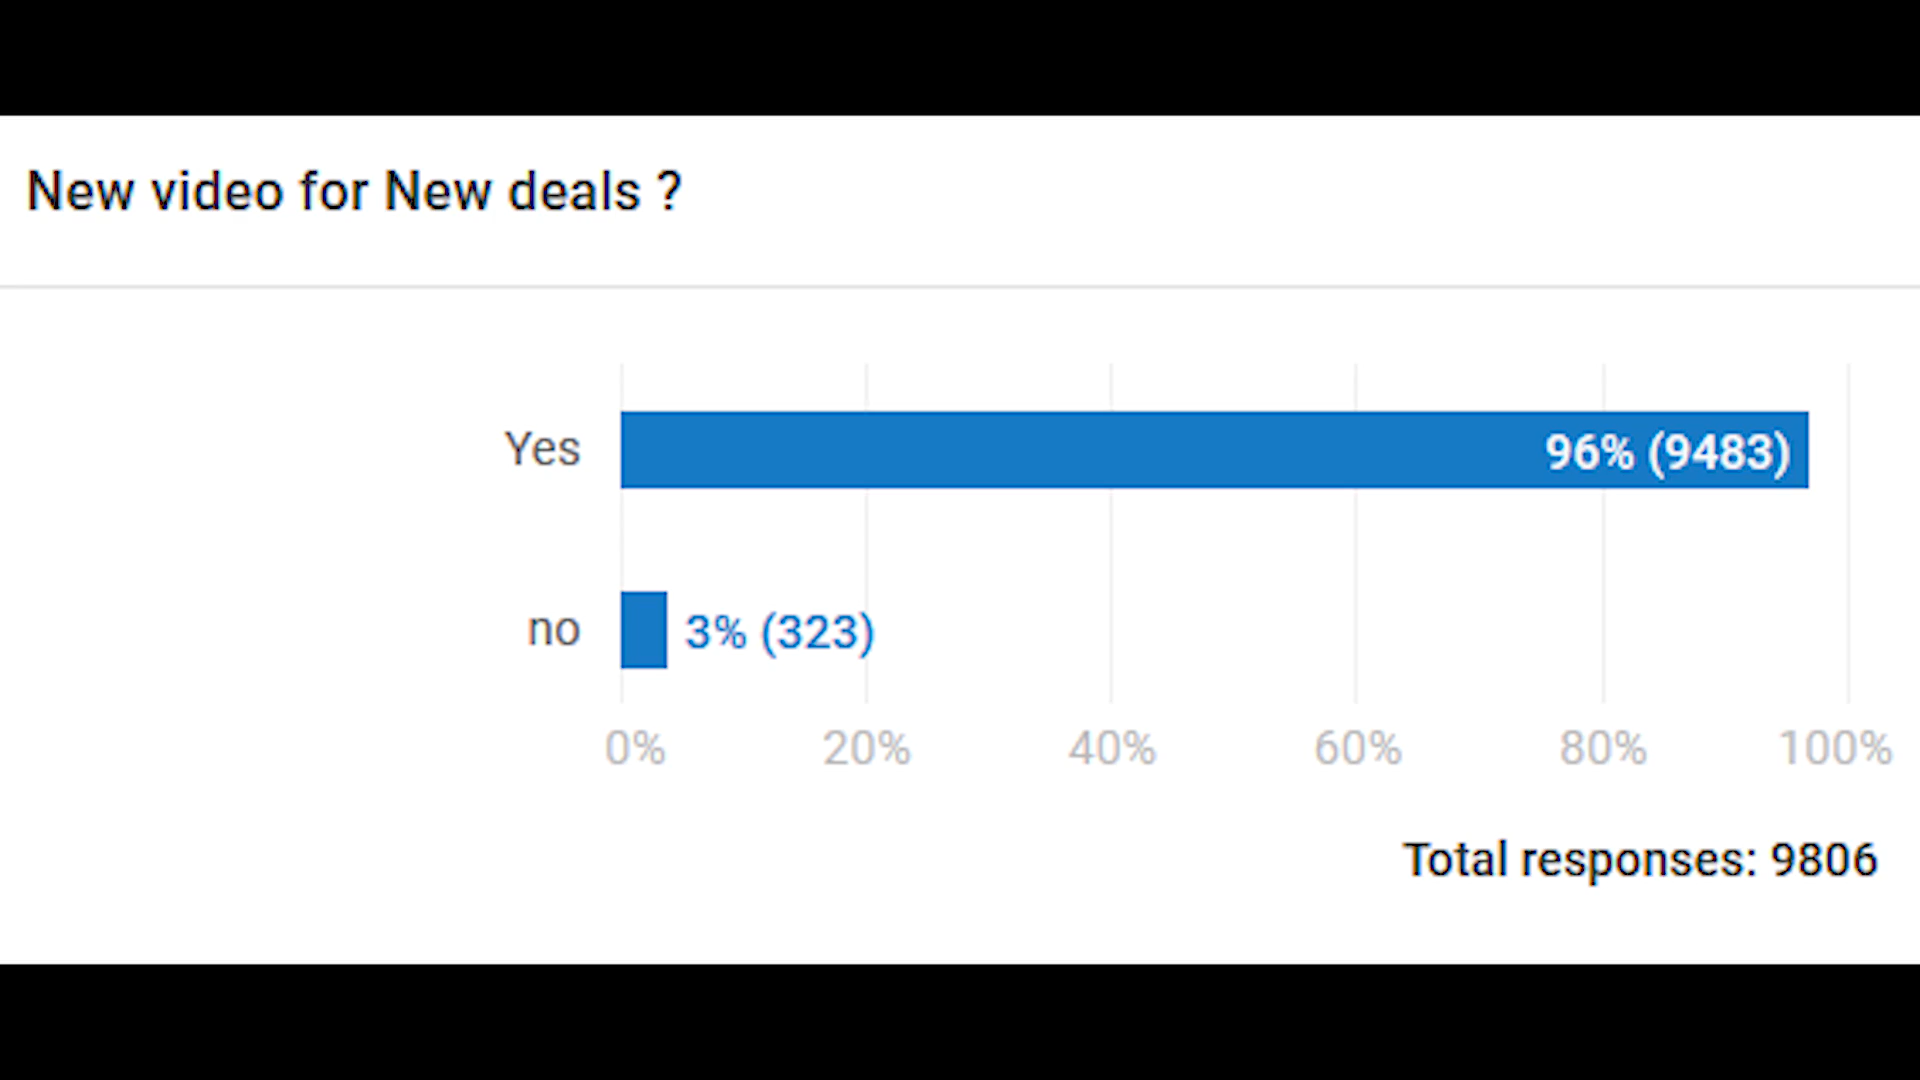 New video for New deals ?
Yes 96% (9483)
no 3% (323)
0% 20% 40% 60% 80% 100%
Total responses: 9806